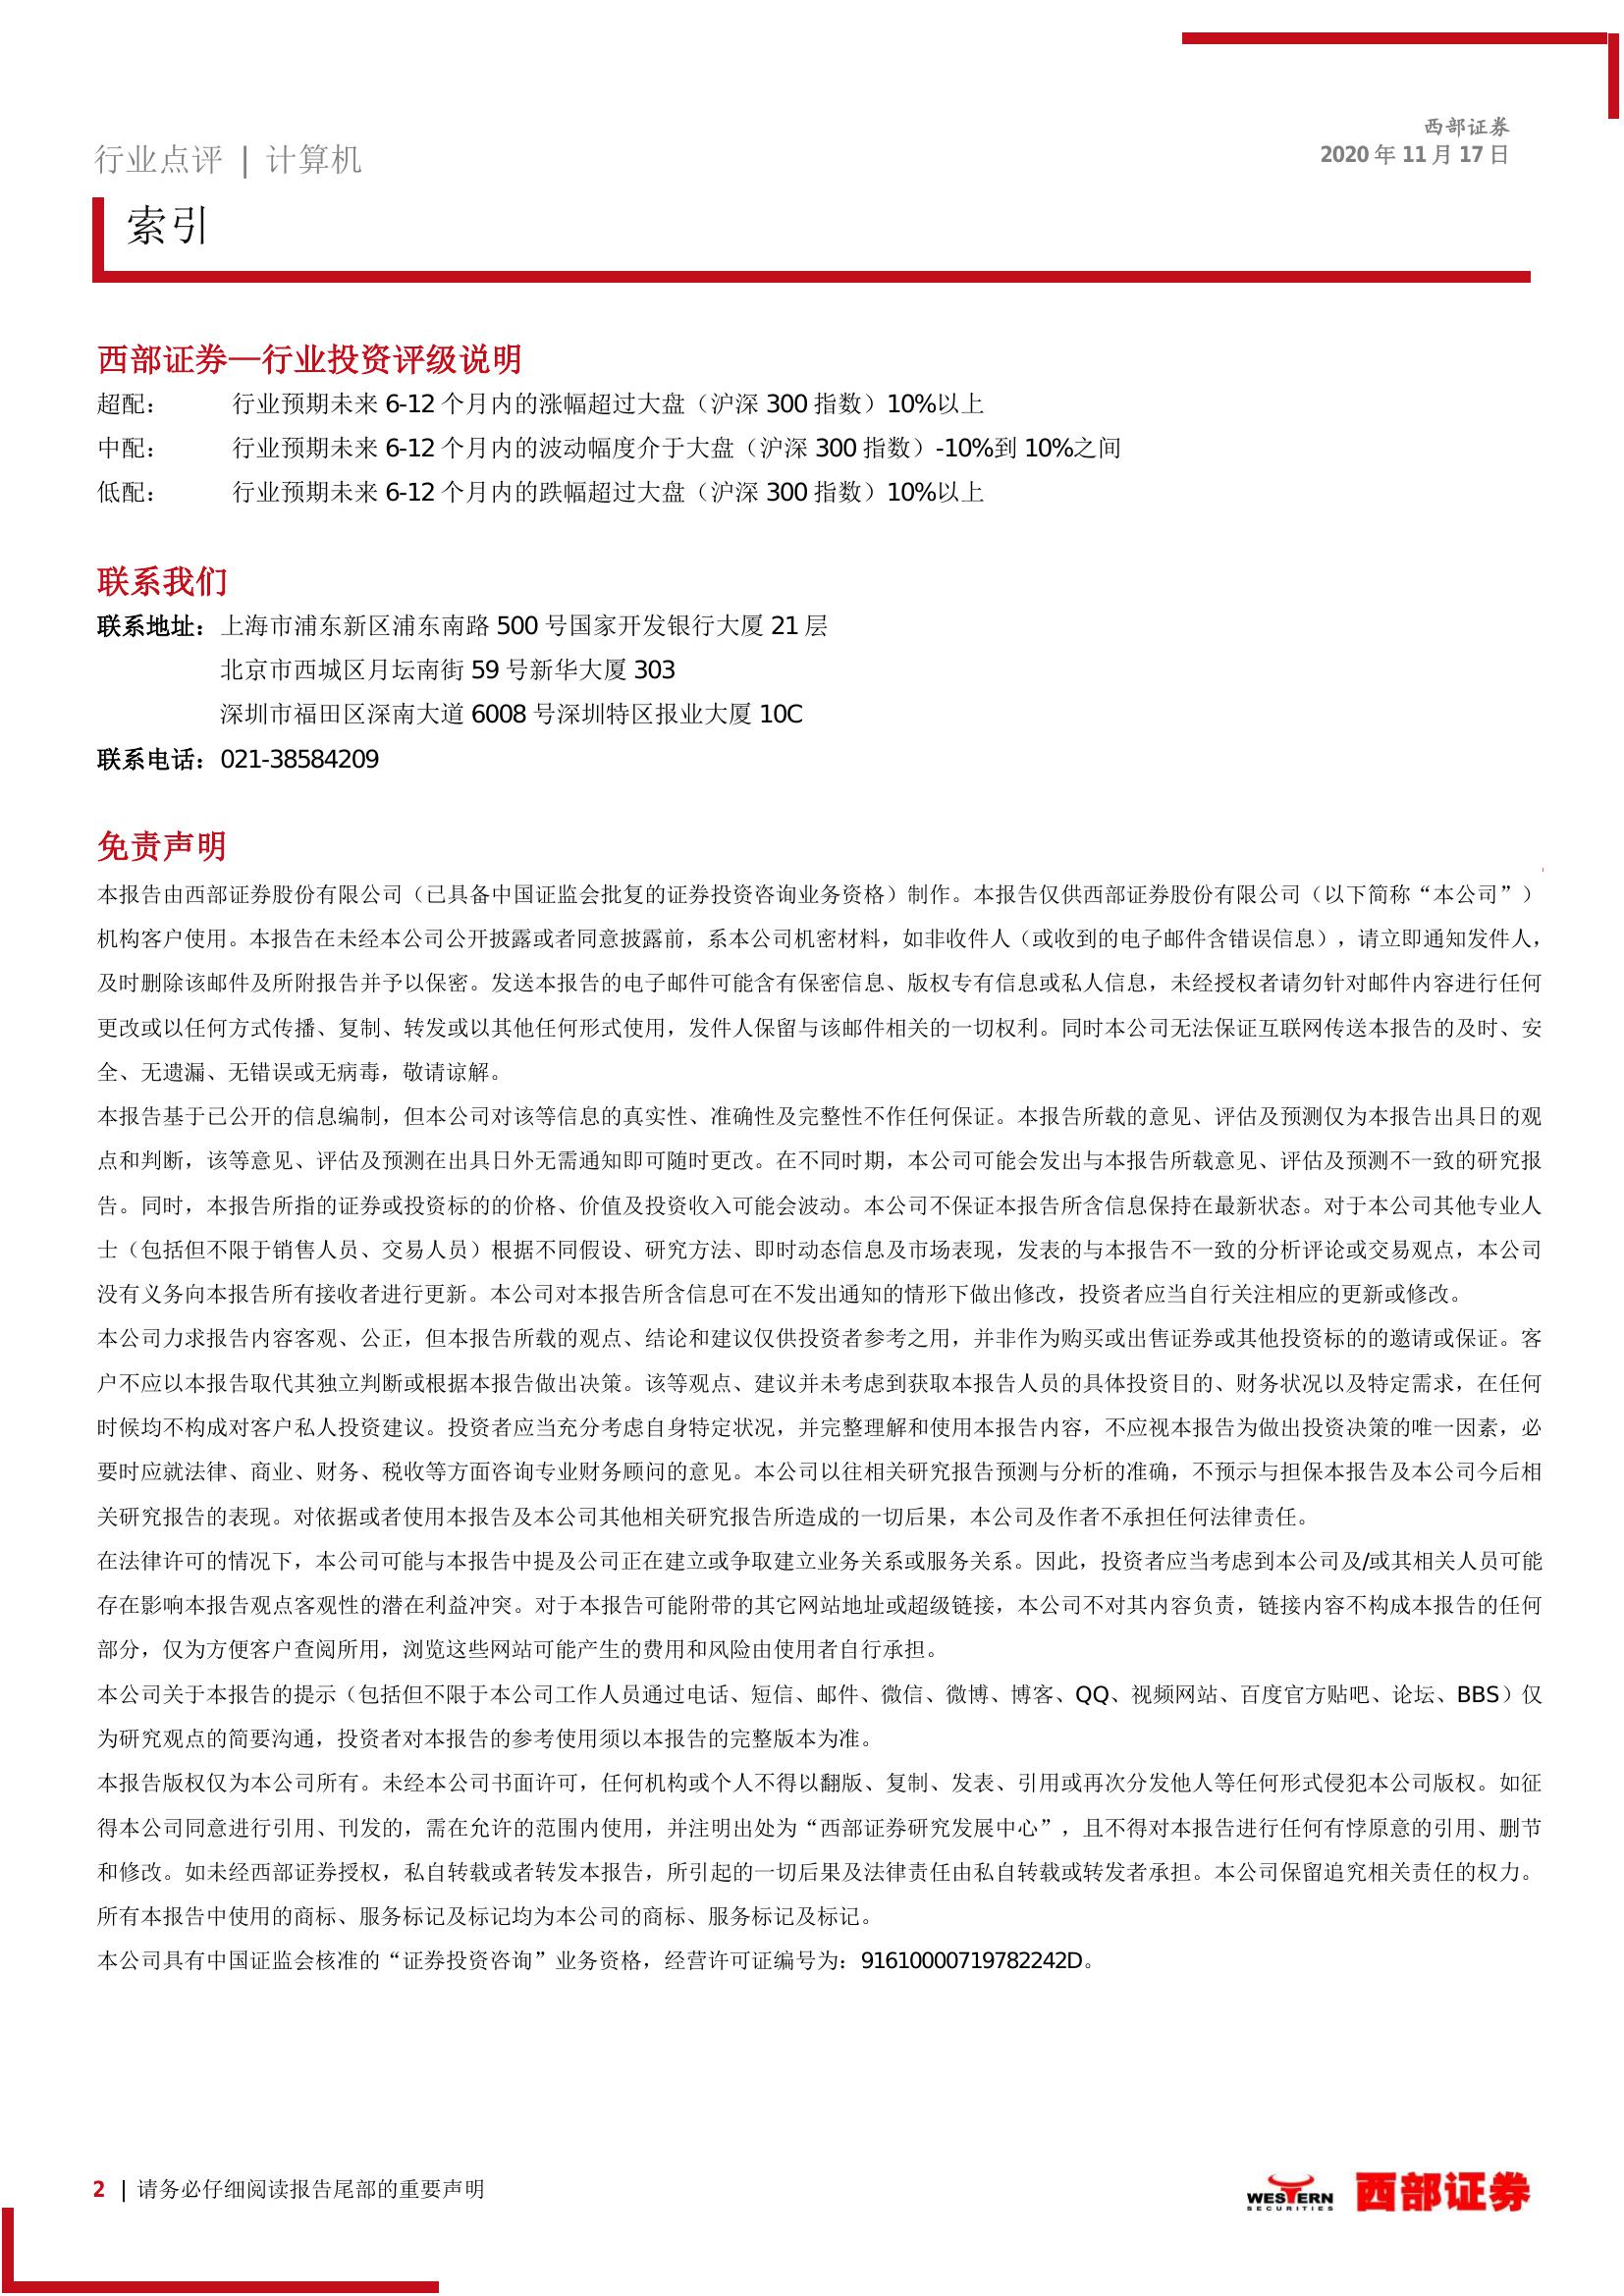 西部证券
2020 年 11 月 17 日
行业点评 | 计算机
索引
西部证券—行业投资评级说明
超配： 行业预期未来 6-12 个月内的涨幅超过大盘（沪深 300 指数）10%以上
中配： 行业预期未来 6-12 个月内的波动幅度介于大盘（沪深 300 指数）-10%到 10%之间
低配： 行业预期未来 6-12 个月内的跌幅超过大盘（沪深 300 指数）10%以上
联系我们
联系地址：上海市浦东新区浦东南路 500 号国家开发银行大厦 21 层
北京市西城区月坛南街 59 号新华大厦 303
深圳市福田区深南大道 6008 号深圳特区报业大厦 10C
联系电话：021-38584209
免责声明
本报告由西部证券股份有限公司（已具备中国证监会批复的证券投资咨询业务资格）制作。本报告仅供西部证券股份有限公司（以下简称“本公司”）
机构客户使用。本报告在未经本公司公开披露或者同意披露前，系本公司机密材料，如非收件人（或收到的电子邮件含错误信息），请立即通知发件人，
及时删除该邮件及所附报告并予以保密。发送本报告的电子邮件可能含有保密信息、版权专有信息或私人信息，未经授权者请勿针对邮件内容进行任何
更改或以任何方式传播、复制、转发或以其他任何形式使用，发件人保留与该邮件相关的一切权利。同时本公司无法保证互联网传送本报告的及时、安
全、无遗漏、无错误或无病毒，敬请谅解。
本报告基于已公开的信息编制，但本公司对该等信息的真实性、准确性及完整性不作任何保证。本报告所载的意见、评估及预测仅为本报告出具日的观
点和判断，该等意见、评估及预测在出具日外无需通知即可随时更改。在不同时期，本公司可能会发出与本报告所载意见、评估及预测不一致的研究报
告。同时，本报告所指的证券或投资标的的价格、价值及投资收入可能会波动。本公司不保证本报告所含信息保持在最新状态。对于本公司其他专业人
士（包括但不限于销售人员、交易人员）根据不同假设、研究方法、即时动态信息及市场表现，发表的与本报告不一致的分析评论或交易观点，本公司
没有义务向本报告所有接收者进行更新。本公司对本报告所含信息可在不发出通知的情形下做出修改，投资者应当自行关注相应的更新或修改。
本公司力求报告内容客观、公正，但本报告所载的观点、结论和建议仅供投资者参考之用，并非作为购买或出售证券或其他投资标的的邀请或保证。客
户不应以本报告取代其独立判断或根据本报告做出决策。该等观点、建议并未考虑到获取本报告人员的具体投资目的、财务状况以及特定需求，在任何
时候均不构成对客户私人投资建议。投资者应当充分考虑自身特定状况，并完整理解和使用本报告内容，不应视本报告为做出投资决策的唯一因素，必
要时应就法律、商业、财务、税收等方面咨询专业财务顾问的意见。本公司以往相关研究报告预测与分析的准确，不预示与担保本报告及本公司今后相
关研究报告的表现。对依据或者使用本报告及本公司其他相关研究报告所造成的一切后果，本公司及作者不承担任何法律责任。
在法律许可的情况下，本公司可能与本报告中提及公司正在建立或争取建立业务关系或服务关系。因此，投资者应当考虑到本公司及/或其相关人员可能
存在影响本报告观点客观性的潜在利益冲突。对于本报告可能附带的其它网站地址或超级链接，本公司不对其内容负责，链接内容不构成本报告的任何
部分，仅为方便客户查阅所用，浏览这些网站可能产生的费用和风险由使用者自行承担。
本公司关于本报告的提示（包括但不限于本公司工作人员通过电话、短信、邮件、微信、微博、博客、QQ、视频网站、百度官方贴吧、论坛、BBS）仅
为研究观点的简要沟通，投资者对本报告的参考使用须以本报告的完整版本为准。
本报告版权仅为本公司所有。未经本公司书面许可，任何机构或个人不得以翻版、复制、发表、引用或再次分发他人等任何形式侵犯本公司版权。如征
得本公司同意进行引用、刊发的，需在允许的范围内使用，并注明出处为“西部证券研究发展中心”，且不得对本报告进行任何有悖原意的引用、删节
和修改。如未经西部证券授权，私自转载或者转发本报告，所引起的一切后果及法律责任由私自转载或转发者承担。本公司保留追究相关责任的权力。
所有本报告中使用的商标、服务标记及标记均为本公司的商标、服务标记及标记。
本公司具有中国证监会核准的“证券投资咨询”业务资格，经营许可证编号为：91610000719782242D。
2 | 请务必仔细阅读报告尾部的重要声明
WESTERN
SECURITIES
西部证券